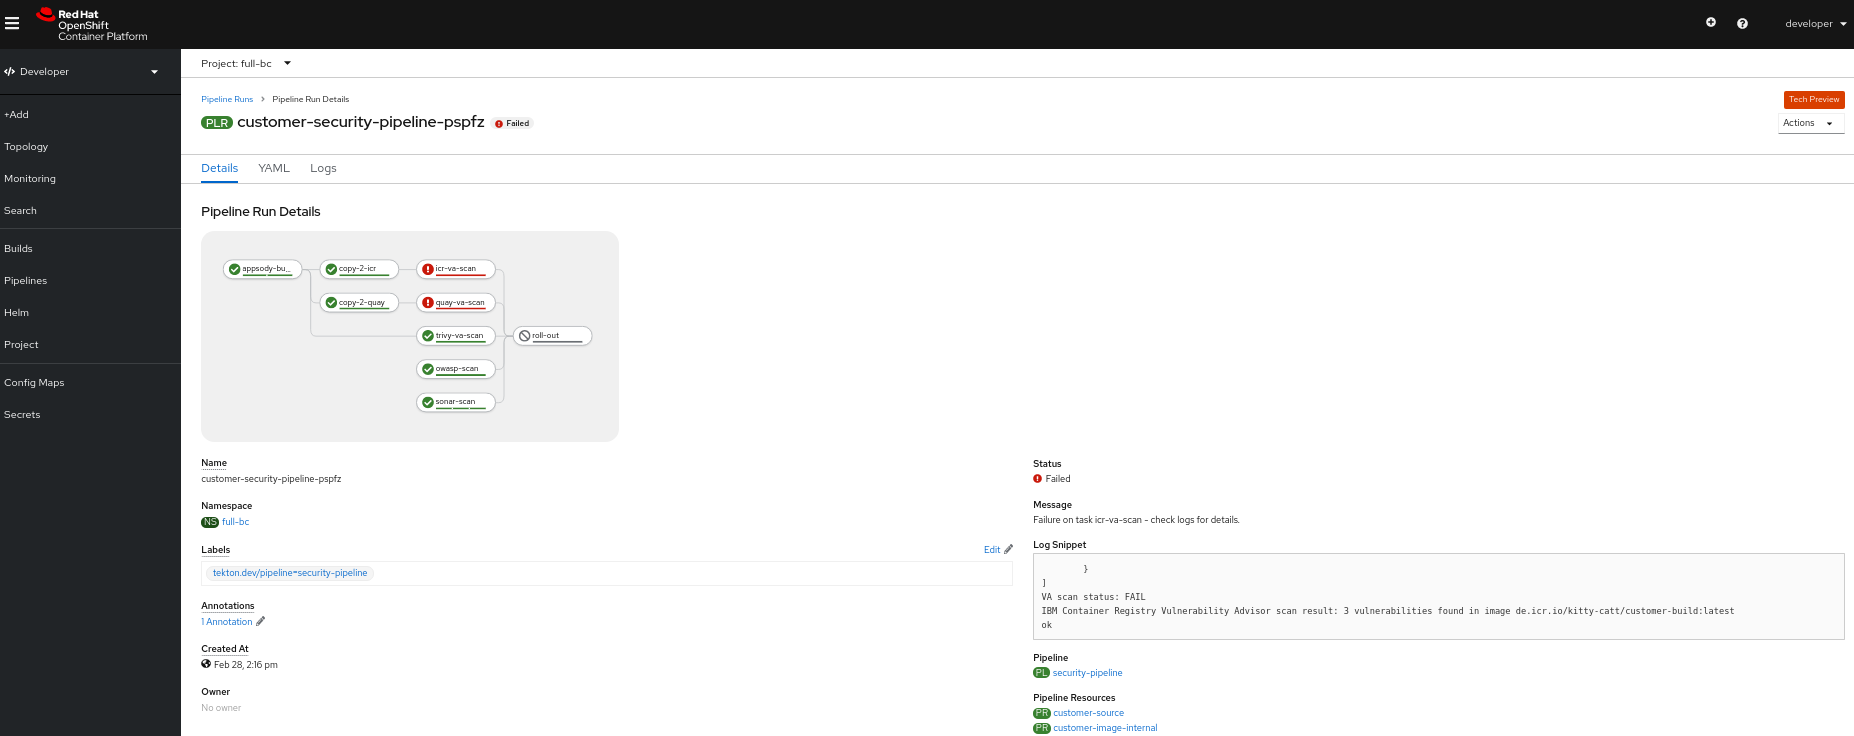 Red Hat
OpenShift
Container Platform
developer
Developer
+Add
Topology
Monitoring
Search
Builds
Pipelines
Helm
Project
Config Maps
Secrets
Project: full-bc
Pipeline Runs > Pipeline Run Details
Tech Preview
PLR customer-security-pipeline-pspfz Failed
Actions
Details YAML Logs
Pipeline Run Details
appsody-bu... copy-2-icr icr-va-scan
copy-2-quay quay-va-scan
trivy-va-scan roll-out
owasp-scan
sonar-scan
Name
customer-security-pipeline-pspfz
Namespace
NS full-bc
Labels Edit
tekton.dev/pipeline=security-pipeline
Annotations
1 Annotation
Created At
Feb 28, 2:16 pm
Owner
No owner
Status
Failed
Message
Failure on task icr-va-scan - check logs for details.
Log Snippet
}
]
VA scan status: FAIL
IBM Container Registry Vulnerability Advisor scan result: 3 vulnerabilities found in image de.icr.io/kitty-catt/customer-build:latest
ok
Pipeline
PL security-pipeline
Pipeline Resources
PR customer-source
PR customer-image-internal